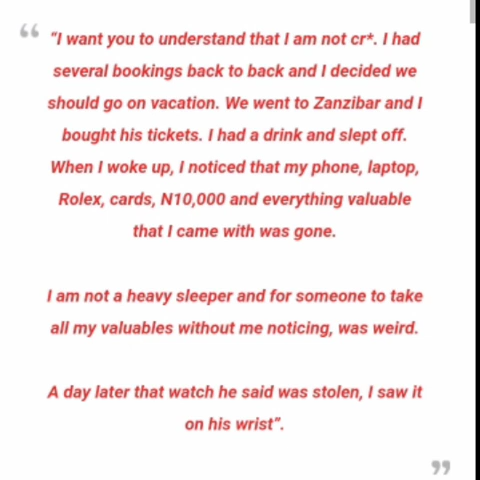 “
“I want you to understand that I am not cr*. I had
several bookings back to back and I decided we
should go on vacation. We went to Zanzibar and I
bought his tickets. I had a drink and slept off.
When I woke up, I noticed that my phone, laptop,
Rolex, cards, N10,000 and everything valuable
that I came with was gone.
I am not a heavy sleeper and for someone to take
all my valuables without me noticing, was weird.
A day later that watch he said was stolen, I saw it
on his wrist”.
”